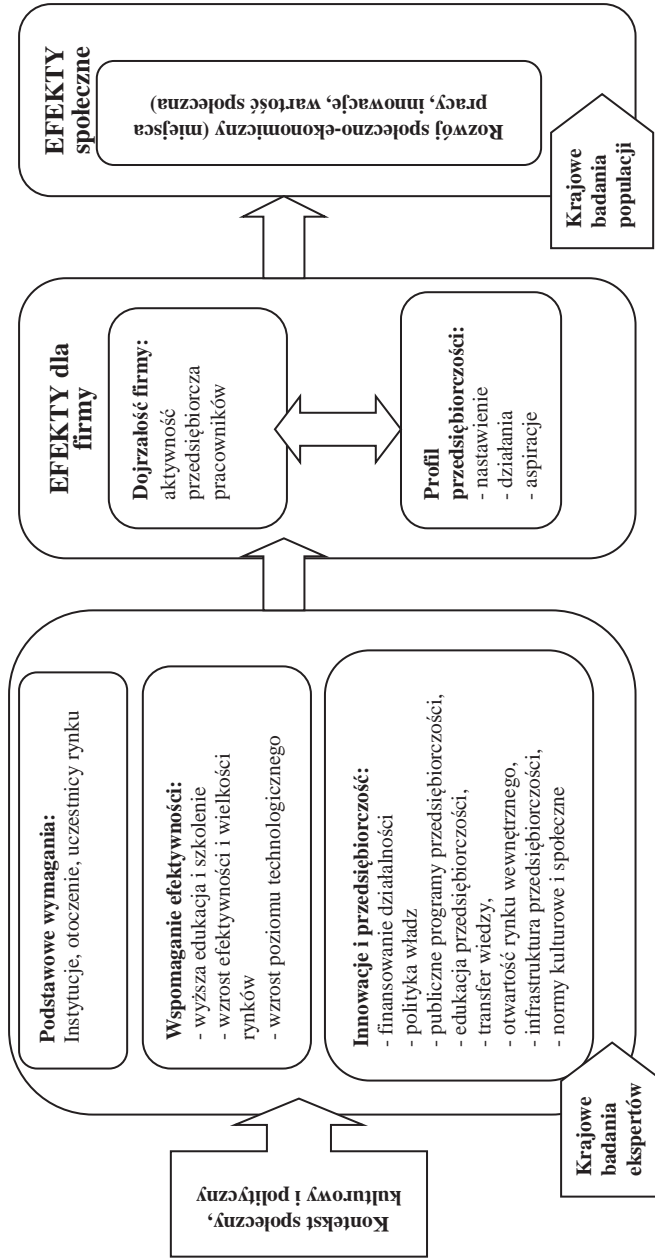 Kontekst społeczny,
kulturowy i polityczny
Podstawowe wymagania:
Instytucje, otoczenie, uczestnicy rynku
Wspomaganie efektywności:
- wyższa edukacja i szkolenie
- wzrost efektywności i wielkości
rynków
- wzrost poziomu technologicznego
Innowacje i przedsiębiorczość:
- finansowanie działalności
- polityka władz
- publiczne programy przedsiębiorczości,
- edukacja przedsiębiorczości,
- transfer wiedzy,
- otwartość rynku wewnętrznego,
- infrastruktura przedsiębiorczości,
- normy kulturowe i społeczne
Krajowe
badania
ekspertów
EFEKTY dla
firmy
Dojrzałość firmy:
aktywność
przedsiębiorcza
pracowników
Profil
przedsiębiorczości:
- nastawienie
- działania
- aspiracje
EFEKTY
społeczne
Rozwój społeczno-ekonomiczny (miejsca
pracy, innowacje, wartość społeczna)
Krajowe
badania
populacji